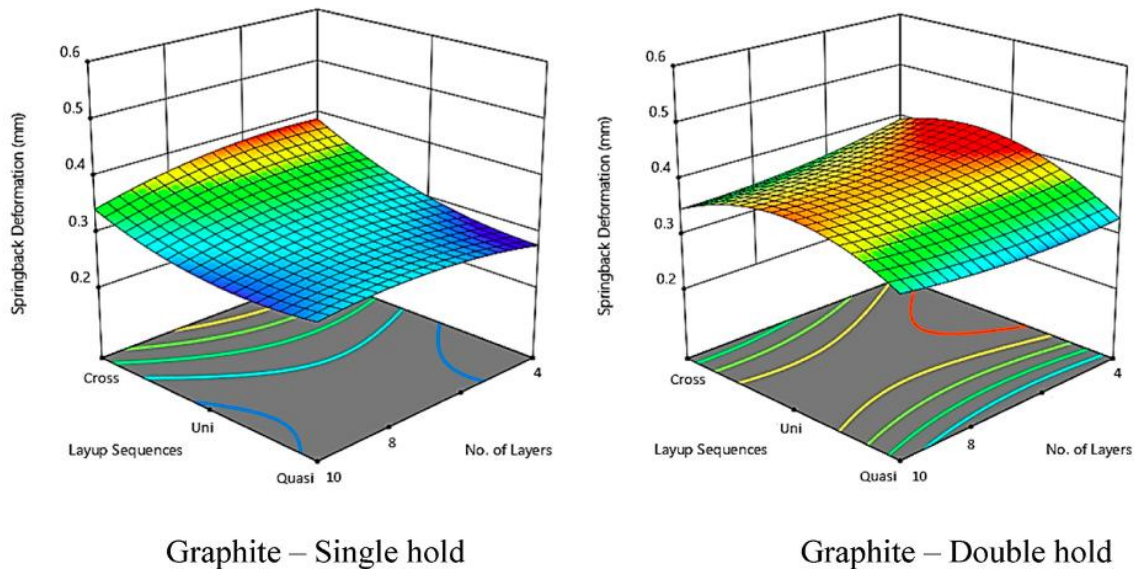 0.6
0.5
0.4
0.3
0.2
Springback Deformation (mm)
Cross
Uni
Quasi
Layup Sequences
10
8
4
No. of Layers
0.6
0.5
0.4
0.3
0.2
Springback Deformation (mm)
Cross
Uni
Quasi
Layup Sequences
10
8
4
No. of Layers
Graphite – Single hold
Graphite – Double hold